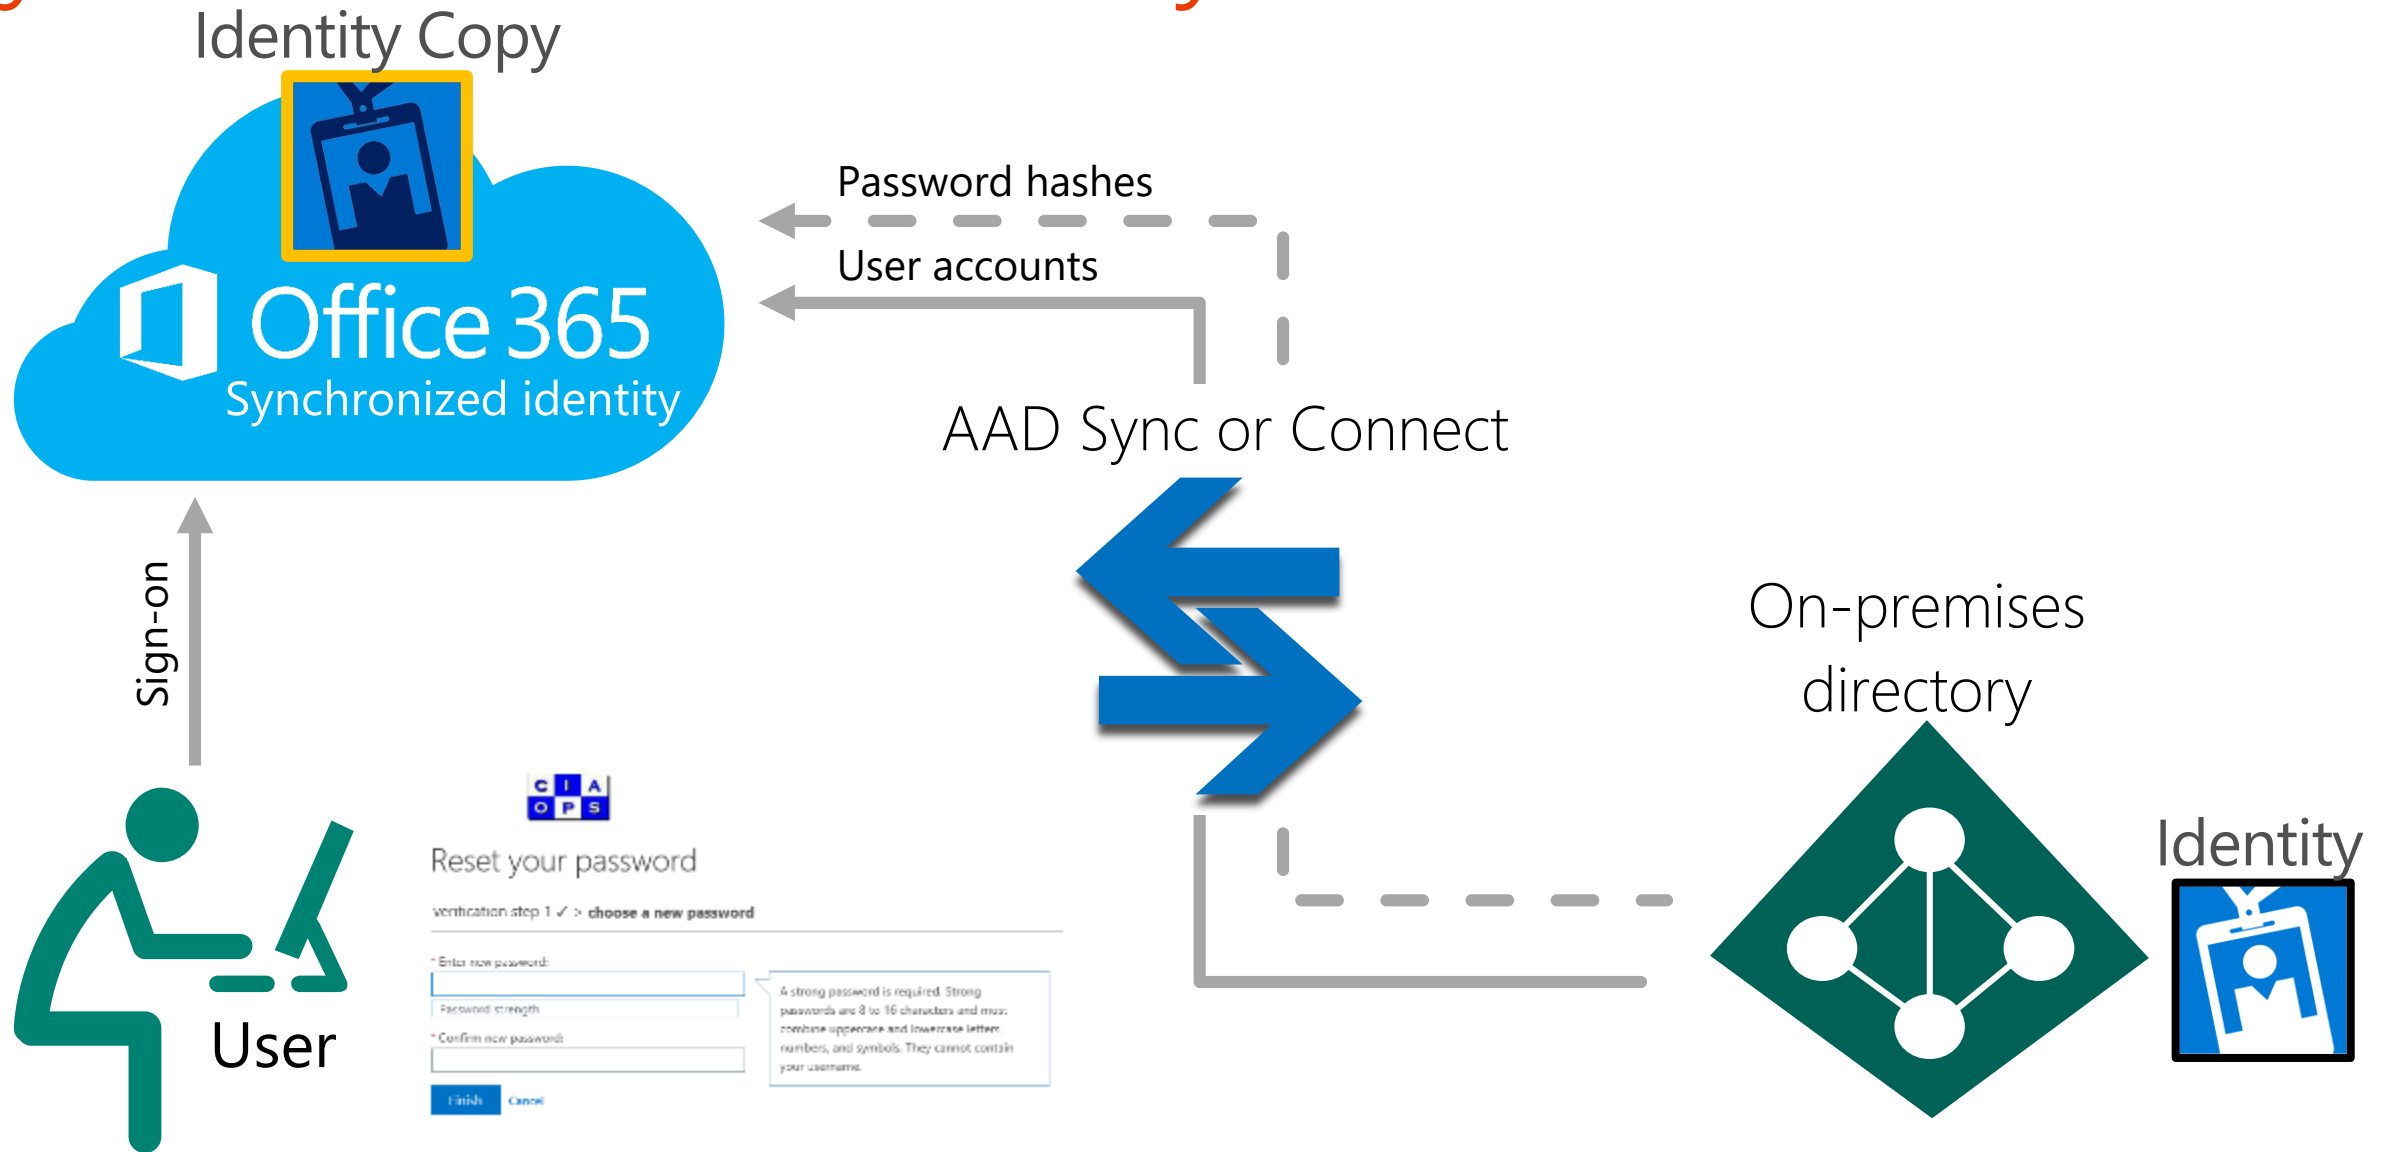 Identity Copy
Password hashes
User accounts
Office 365
Synchronized identity
AAD Sync or Connect
Sign-on
On-premises
directory
Identity
User
C I A
O P S
Reset your password
verification step 1 ✓ > choose a new password
* Enter new password:
Password strength
* Confirm new password:
A strong password is required. Strong
passwords are 8 to 16 characters and must
combine uppercase and lowercase letters,
numbers, and symbols. They cannot contain
your username.
Finish
Cancel